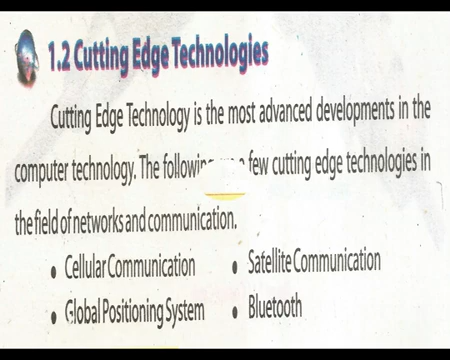 1.2 Cutting Edge Technologies
Cutting Edge Technology is the most advanced developments in the
computer technology. The following a few cutting edge technologies in
the field of networks and communication.
• Cellular Communication • Satellite Communication
• Global Positioning System • Bluetooth